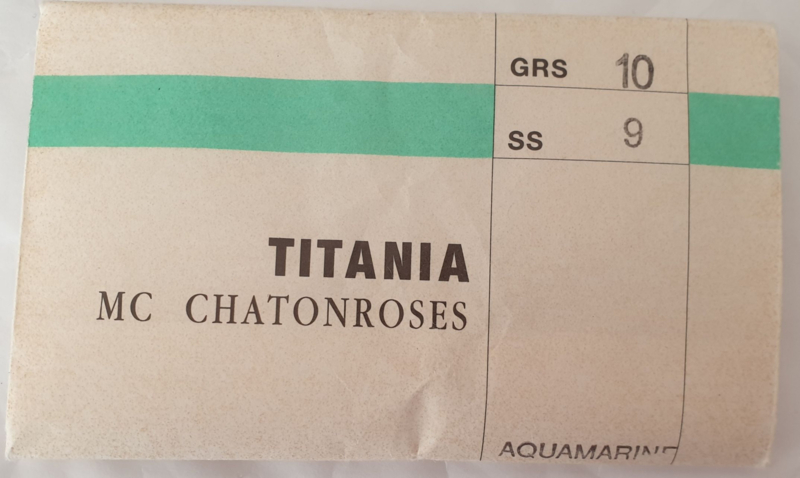 GRS 10
SS 9
TITANIA
MC CHATONROSES
AQUAMARINE